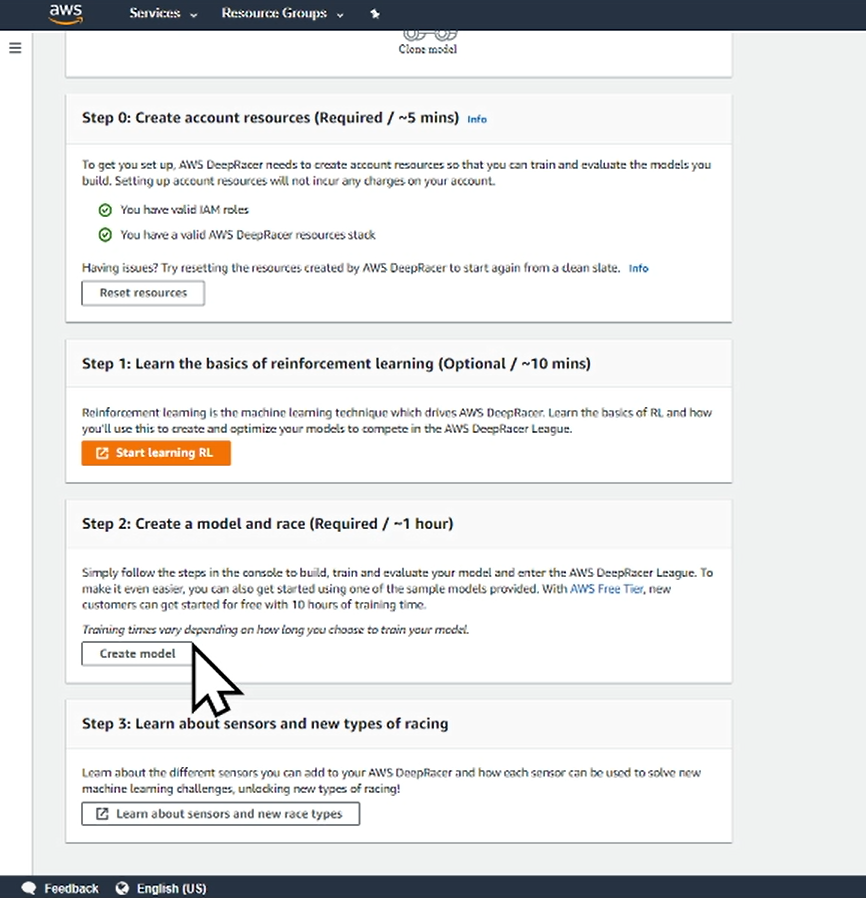 aws Services Resource Groups
Clone model
Step 0: Create account resources (Required / ~5 mins) Info
To get you set up, AWS DeepRacer needs to create account resources so that you can train and evaluate the models you
build. Setting up account resources will not incur any charges on your account.
You have valid IAM roles
You have a valid AWS DeepRacer resources stack
Having issues? Try resetting the resources created by AWS DeepRacer to start again from a clean slate. Info
Reset resources
Step 1: Learn the basics of reinforcement learning (Optional / ~10 mins)
Reinforcement learning is the machine learning technique which drives AWS DeepRacer. Learn the basics of RL and how
you'll use this to create and optimize your models to compete in the AWS DeepRacer League.
Start learning RL
Step 2: Create a model and race (Required / ~1 hour)
Simply follow the steps in the console to build, train and evaluate your model and enter the AWS DeepRacer League. To
make it even easier, you can also get started using one of the sample models provided. With AWS Free Tier, new
customers can get started for free with 10 hours of training time.
Training times vary depending on how long you choose to train your model.
Create model
Step 3: Learn about sensors and new types of racing
Learn about the different sensors you can add to your AWS DeepRacer and how each sensor can be used to solve new
machine learning challenges, unlocking new types of racing!
Learn about sensors and new race types
Feedback English (US)